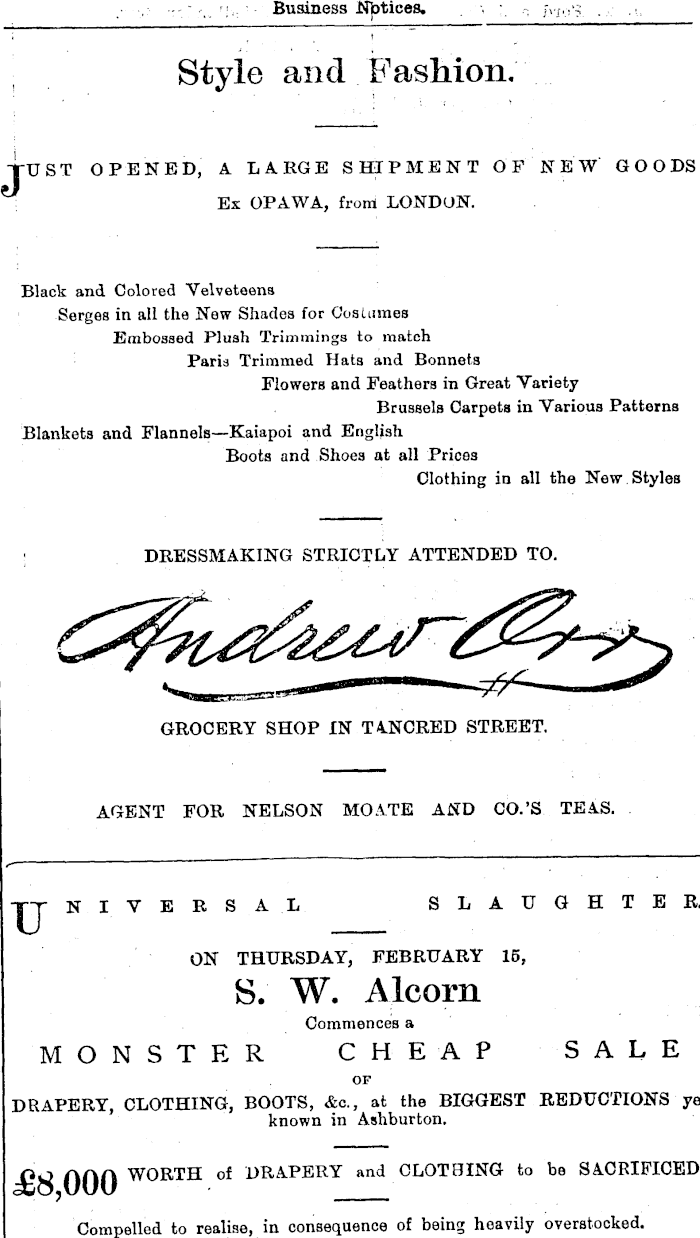 Business Notices.
Style and Fashion.
JUST OPENED, A LARGE SHIPMENT OF NEW GOODS
Ex OPAWA, from LONDON.
Black and Colored Velveteens
Serges in all the New Shades for Costumes
Embossed Plush Trimmings to match
Paris Trimmed Hats and Bonnets
Flowers and Feathers in Great Variety
Brussels Carpets in Various Patterns
Blankets and Flannels—Kaiapoi and English
Boots and Shoes at all Prices
Clothing in all the New Styles
DRESSMAKING STRICTLY ATTENDED TO.
Andrew Orr
GROCERY SHOP IN TANCRED STREET.
AGENT FOR NELSON MOATE AND CO.'S TEAS.
UNIVERSAL SLAUGHTER
ON THURSDAY, FEBRUARY 15,
S. W. Alcorn
Commences a
MONSTER CHEAP SALE
OF
DRAPERY, CLOTHING, BOOTS, &c., at the BIGGEST REDUCTIONS ye
known in Ashburton.
£8,000 WORTH of DRAPERY and CLOTHING to be SACRIFICED
Compelled to realise, in consequence of being heavily overstocked.